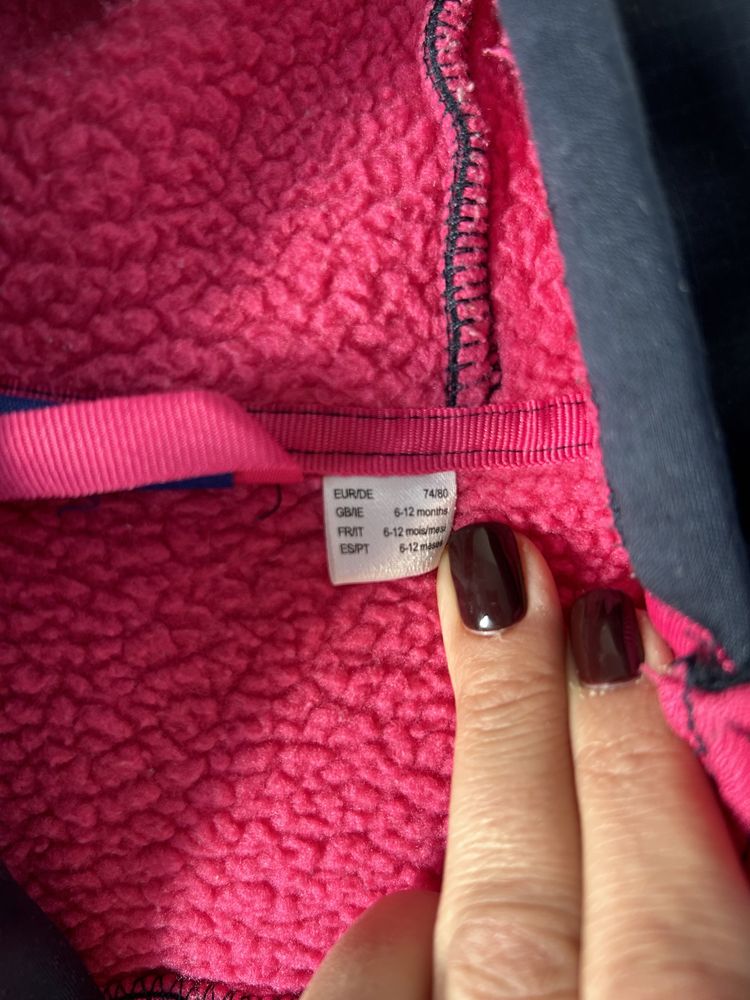 EUR/DE 74/80
GB/IE 6-12 months
FR/IT 6-12 mois/mesi
ES/PT 6-12 meses